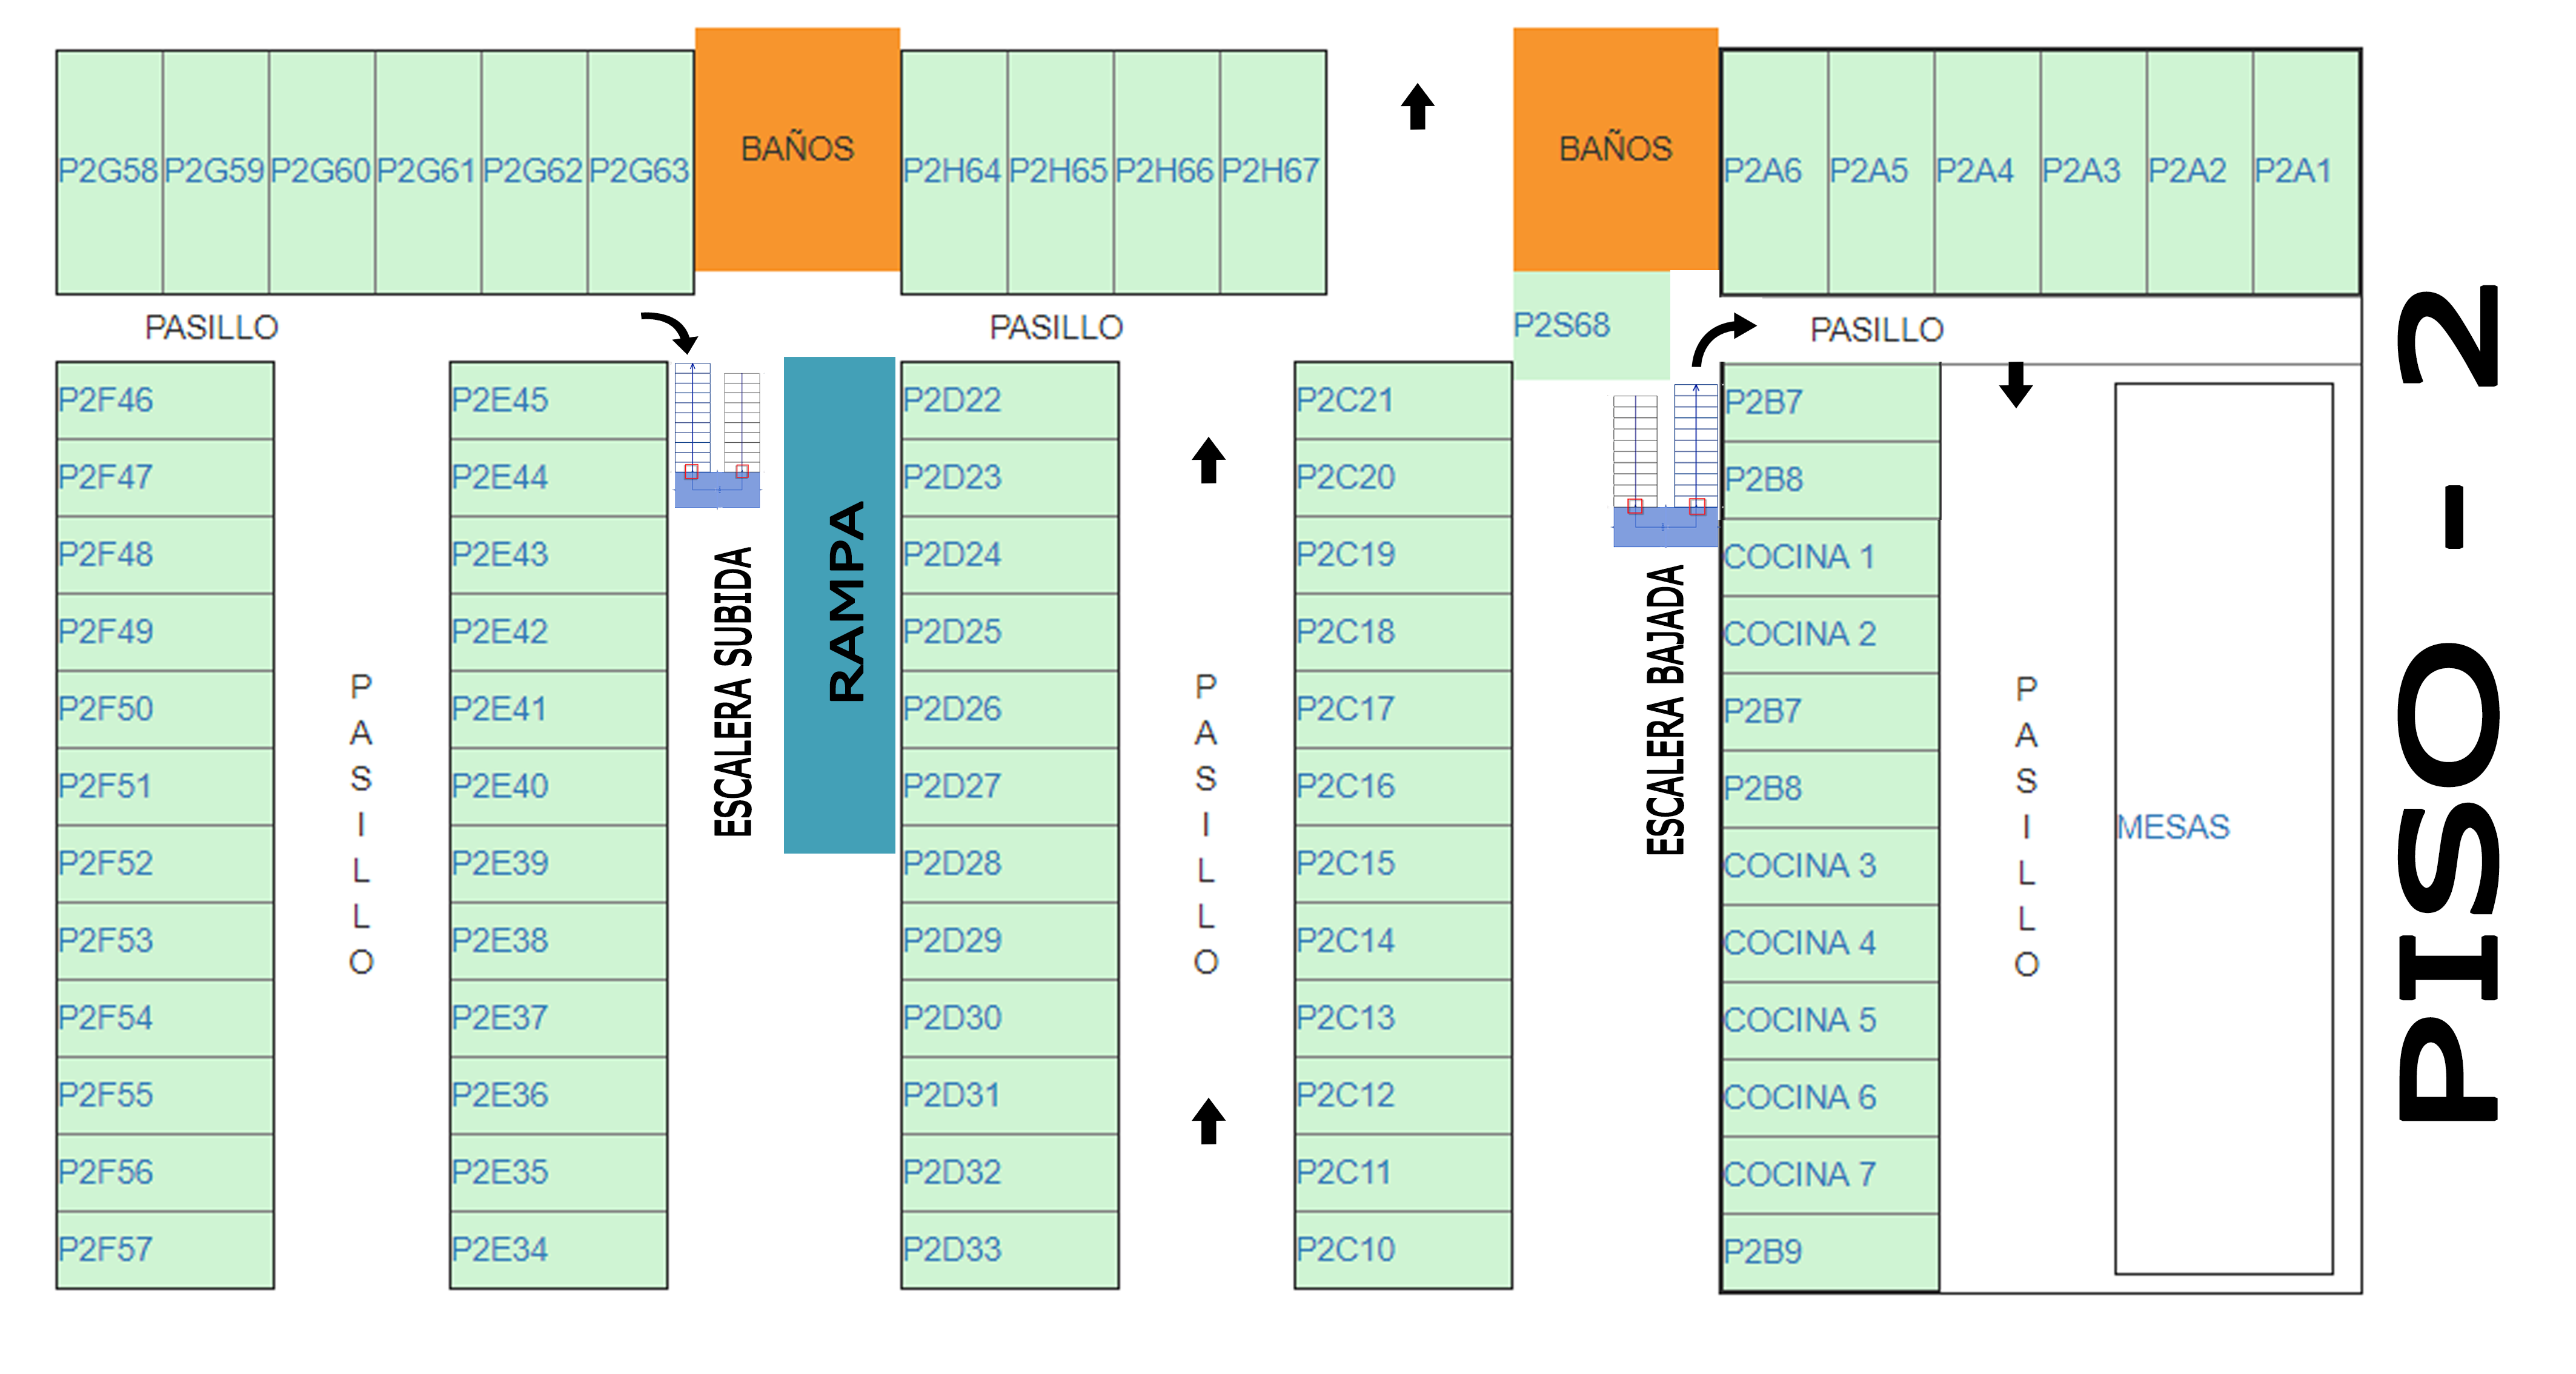 P2G58 P2G59 P2G60 P2G61 P2G62 P2G63
BAÑOS
P2H64 P2H65 P2H66 P2H67
BAÑOS
P2A6 P2A5 P2A4 P2A3 P2A2 P2A1
PASILLO
PASILLO
P2S68
PASILLO
P2F46
P2F47
P2F48
P2F49
P2F50
P2F51
P2F52
P2F53
P2F54
P2F55
P2F56
P2F57
PASILLO
P2E45
P2E44
P2E43
P2E42
P2E41
P2E40
P2E39
P2E38
P2E37
P2E36
P2E35
P2E34
ESCALERA SUBIDA
RAMPA
P2D22
P2D23
P2D24
P2D25
P2D26
P2D27
P2D28
P2D29
P2D30
P2D31
P2D32
P2D33
PASILLO
P2C21
P2C20
P2C19
P2C18
P2C17
P2C16
P2C15
P2C14
P2C13
P2C12
P2C11
P2C10
ESCALERA BAJADA
P2B7
P2B8
COCINA 1
COCINA 2
P2B7
P2B8
COCINA 3
COCINA 4
COCINA 5
COCINA 6
COCINA 7
P2B9
PASILLO
MESAS
PISO - 2